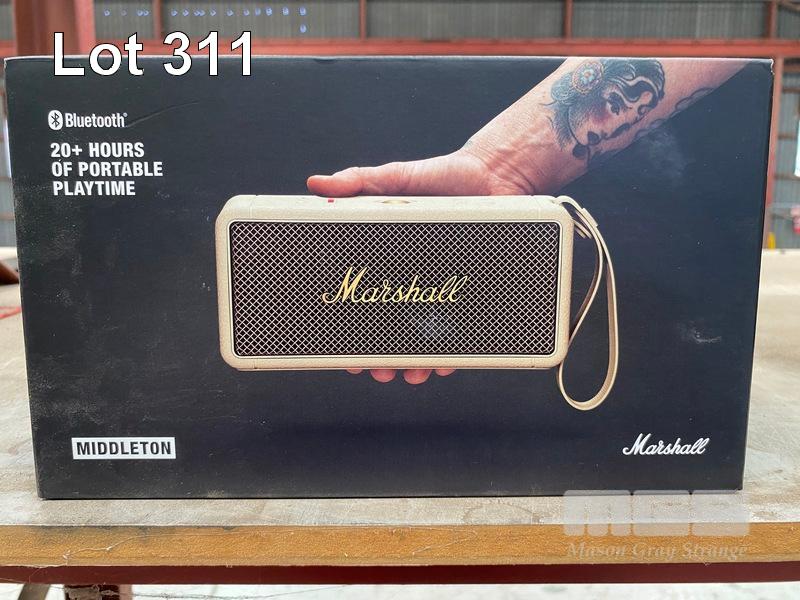 Lot 311
Bluetooth®
20+ HOURS
OF PORTABLE
PLAYTIME
Marshall
MIDDLETON
Marshall
MGS
Mason Gray Strange